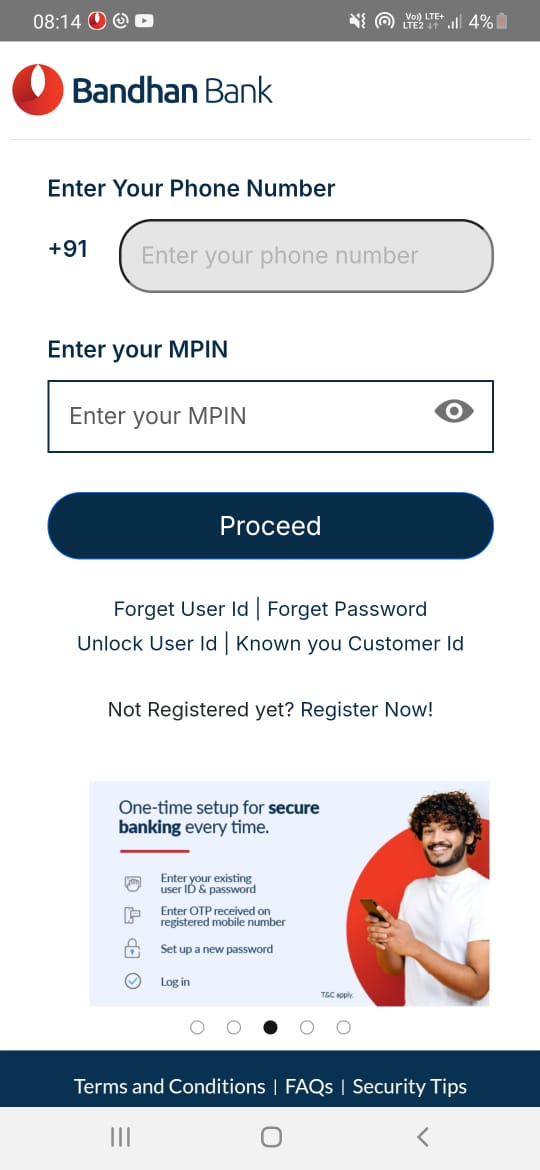 08:14 Vo)) LTE+ LTE2 4%
Bandhan Bank
Enter Your Phone Number
+91 Enter your phone number
Enter your MPIN
Enter your MPIN
Proceed
Forget User Id | Forget Password
Unlock User Id | Known you Customer Id
Not Registered yet? Register Now!
One-time setup for secure
banking every time.
Enter your existing
user ID & password
Enter OTP received on
registered mobile number
Set up a new password
Log in
T&C apply.
Terms and Conditions | FAQs | Security Tips